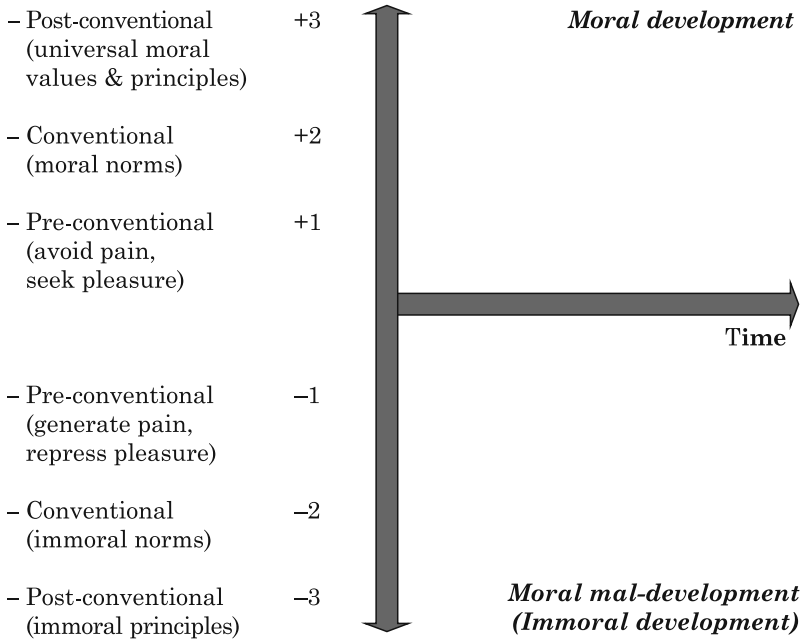 – Post-conventional +3 Moral development
(universal moral
values & principles)
– Conventional +2
(moral norms)
– Pre-conventional +1
(avoid pain,
seek pleasure)
Time
– Pre-conventional –1
(generate pain,
repress pleasure)
– Conventional –2
(immoral norms)
– Post-conventional –3 Moral mal-development
(immoral principles) (Immoral development)